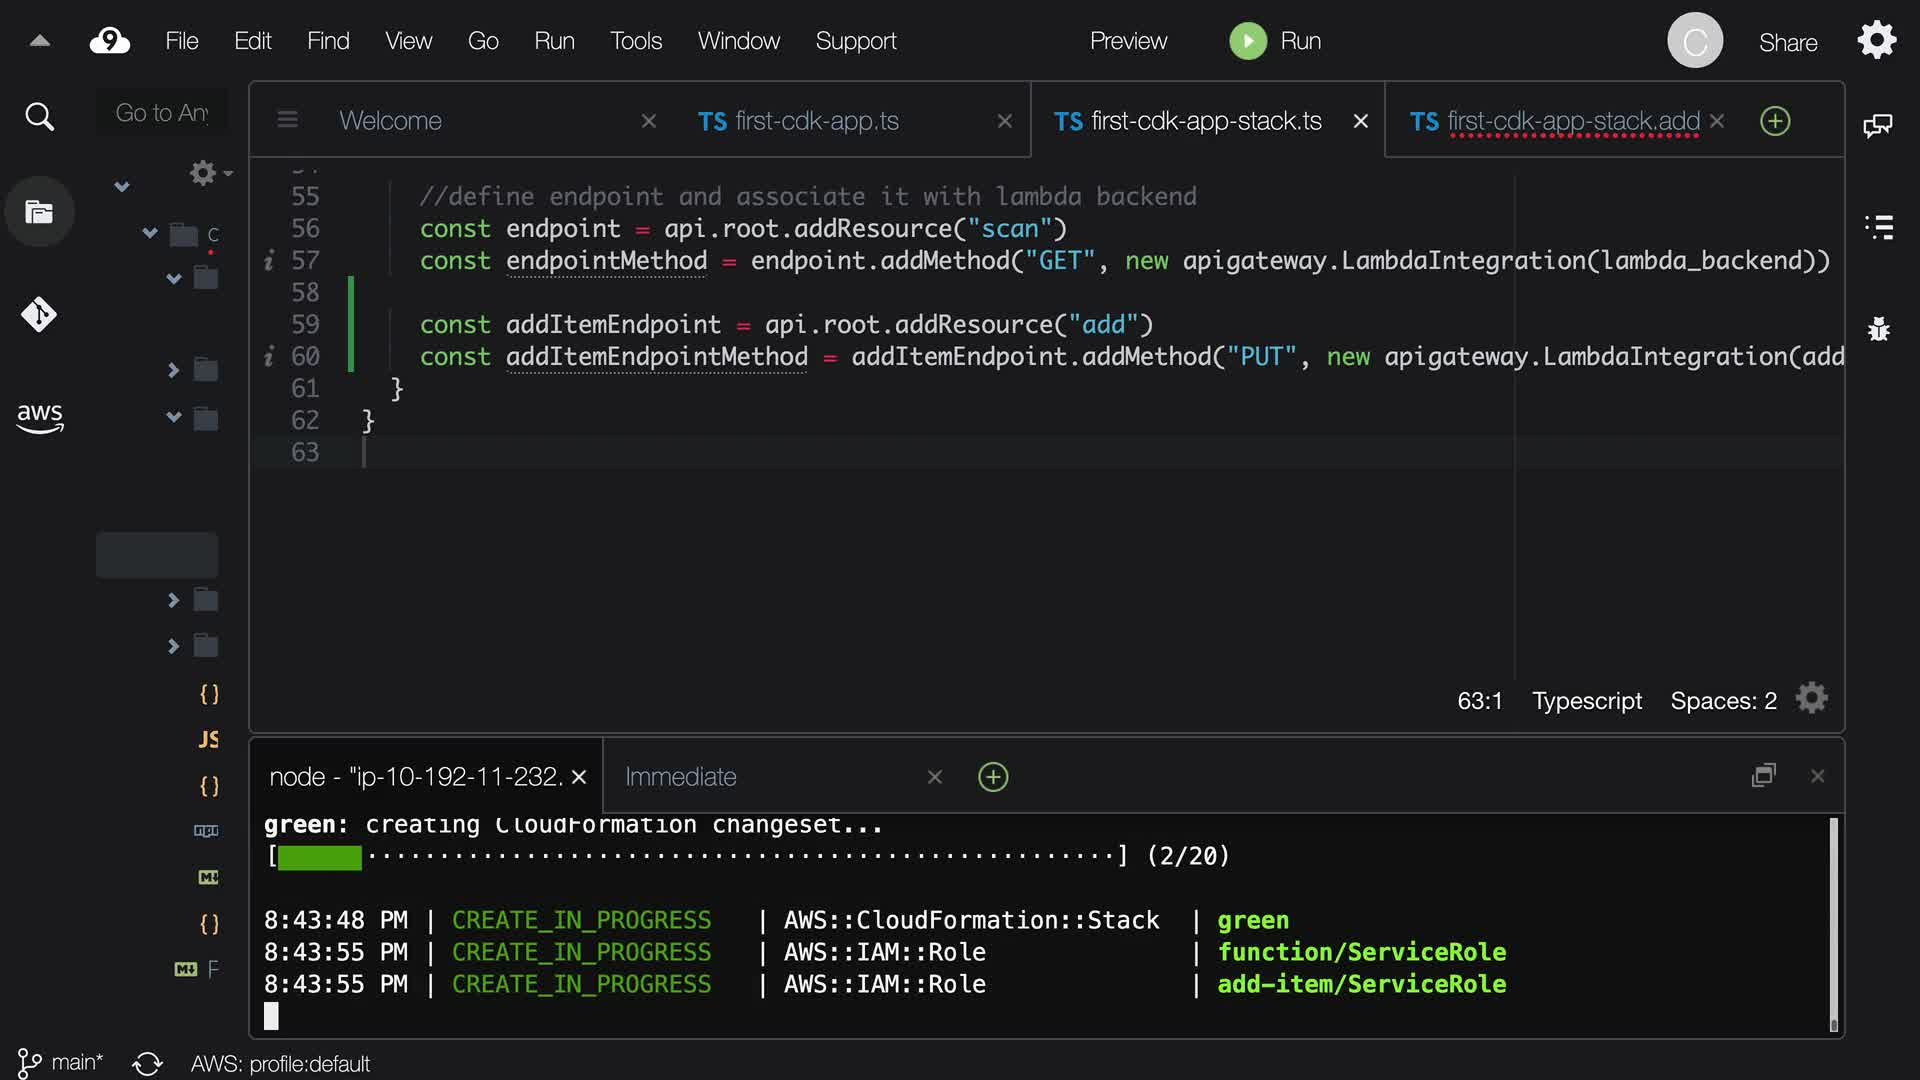 File Edit Find View Go Run Tools Window Support Preview Run C Share
Go to Any
Welcome
TS first-cdk-app.ts
TS first-cdk-app-stack.ts
TS first-cdk-app-stack.add
55 //define endpoint and associate it with lambda backend
56 const endpoint = api.root.addResource("scan")
i 57 const endpointMethod = endpoint.addMethod("GET", new apigateway.LambdaIntegration(lambda_backend))
58
59 const addItemEndpoint = api.root.addResource("add")
i 60 const addItemEndpointMethod = addItemEndpoint.addMethod("PUT", new apigateway.LambdaIntegration(add
61 }
62 }
63
aws
{}
JS
{}
M
{}
M F
63:1 Typescript Spaces: 2
node - "ip-10-192-11-232.
Immediate
green: creating CloudFormation changeset...
[··················································] (2/20)
8:43:48 PM | CREATE_IN_PROGRESS | AWS::CloudFormation::Stack | green
8:43:55 PM | CREATE_IN_PROGRESS | AWS::IAM::Role | function/ServiceRole
8:43:55 PM | CREATE_IN_PROGRESS | AWS::IAM::Role | add-item/ServiceRole
main* AWS: profile:default